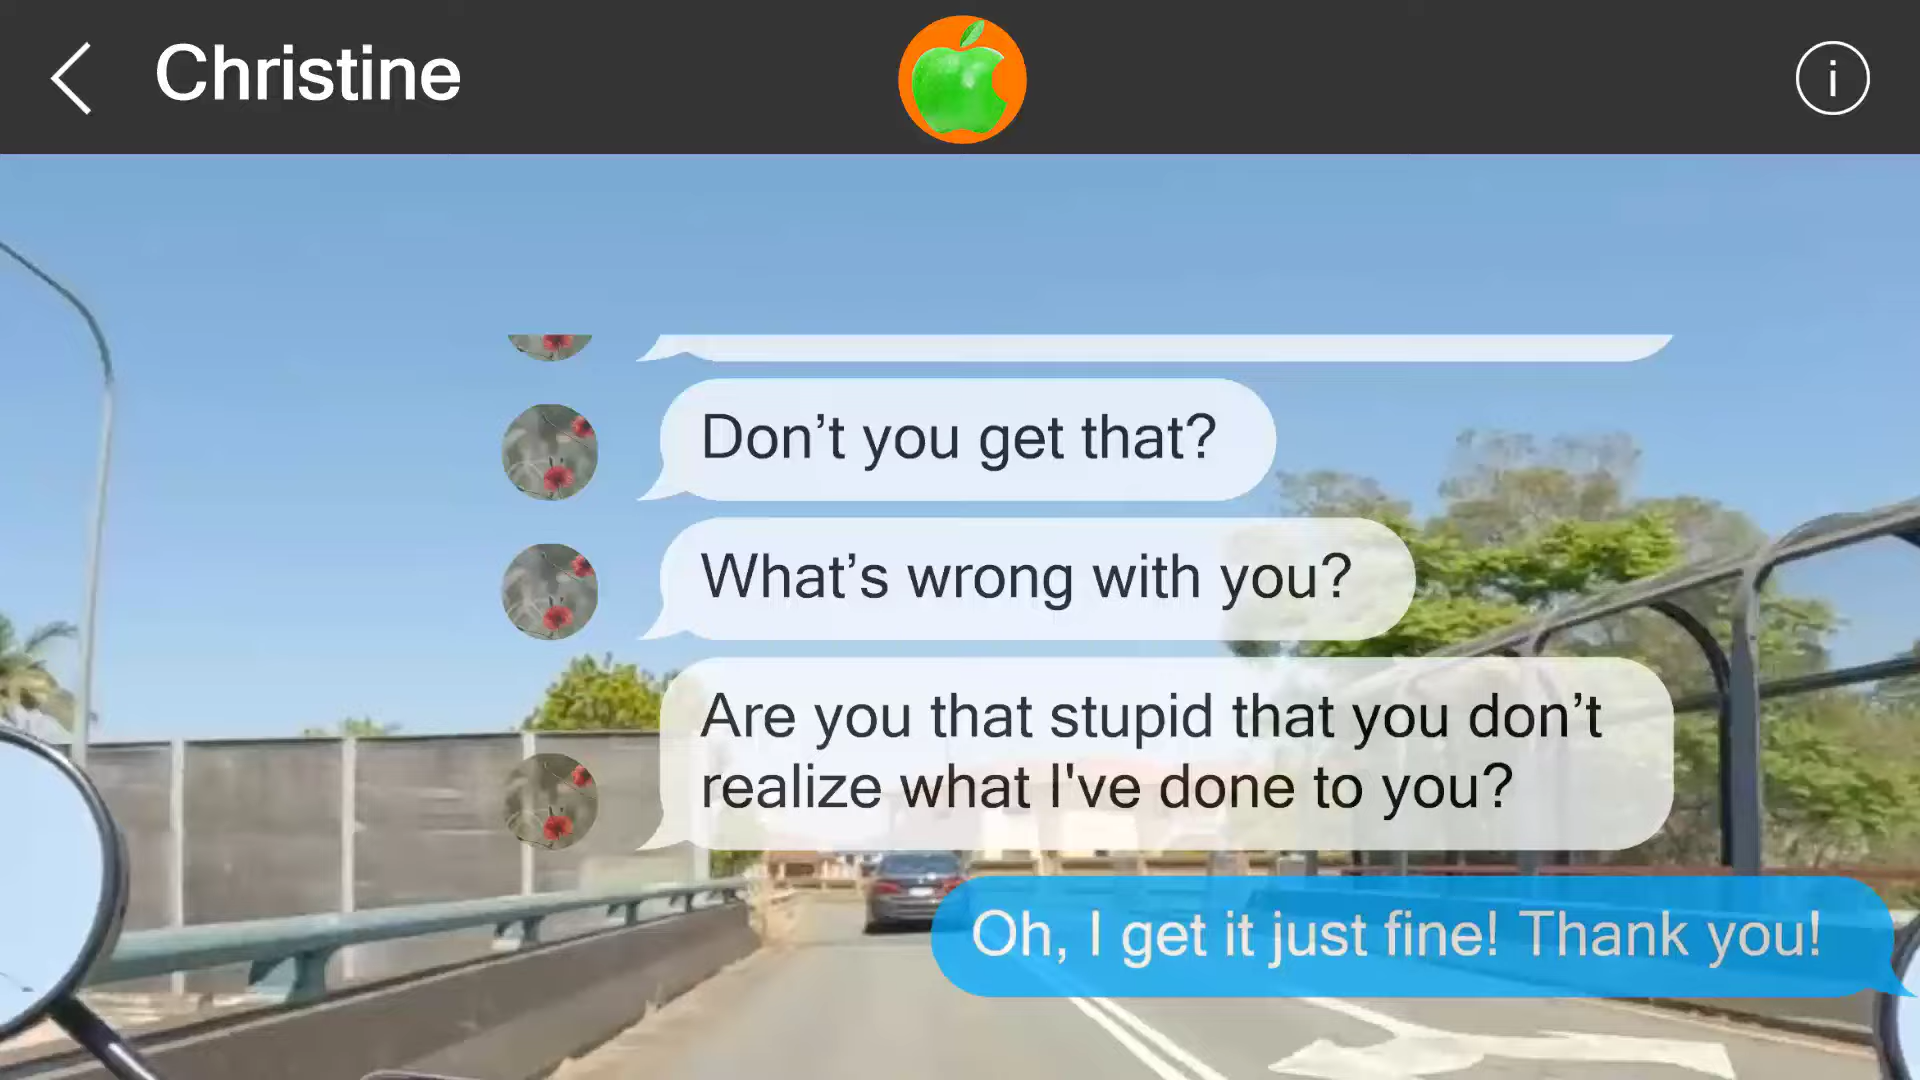 Christine
i
Don’t you get that?
What’s wrong with you?
Are you that stupid that you don’t
realize what I've done to you?
Oh, I get it just fine! Thank you!